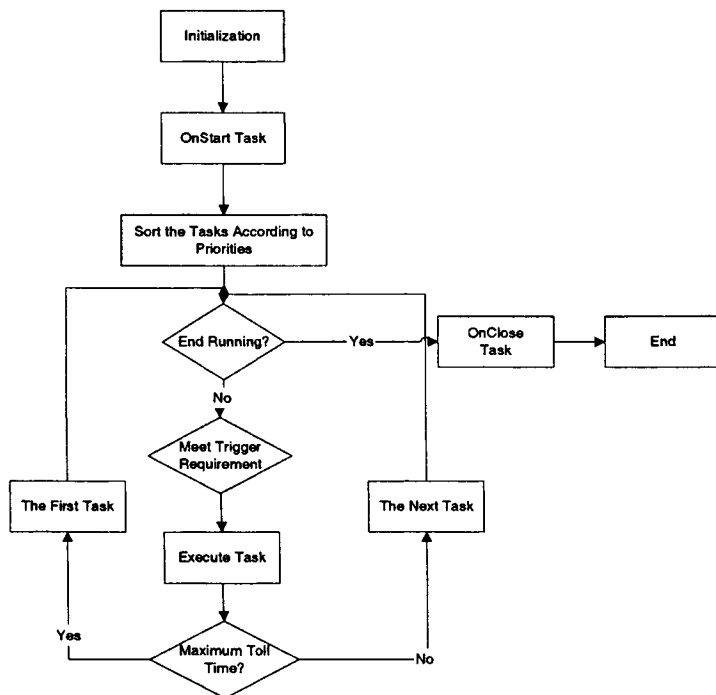 Initialization
OnStart Task
Sort the Tasks According to
Priorities
End Running?
Yes
OnClose
Task
End
No
Meet Trigger
Requirement
The First Task
The Next Task
Execute Task
Yes
Maximum Toll
Time?
No